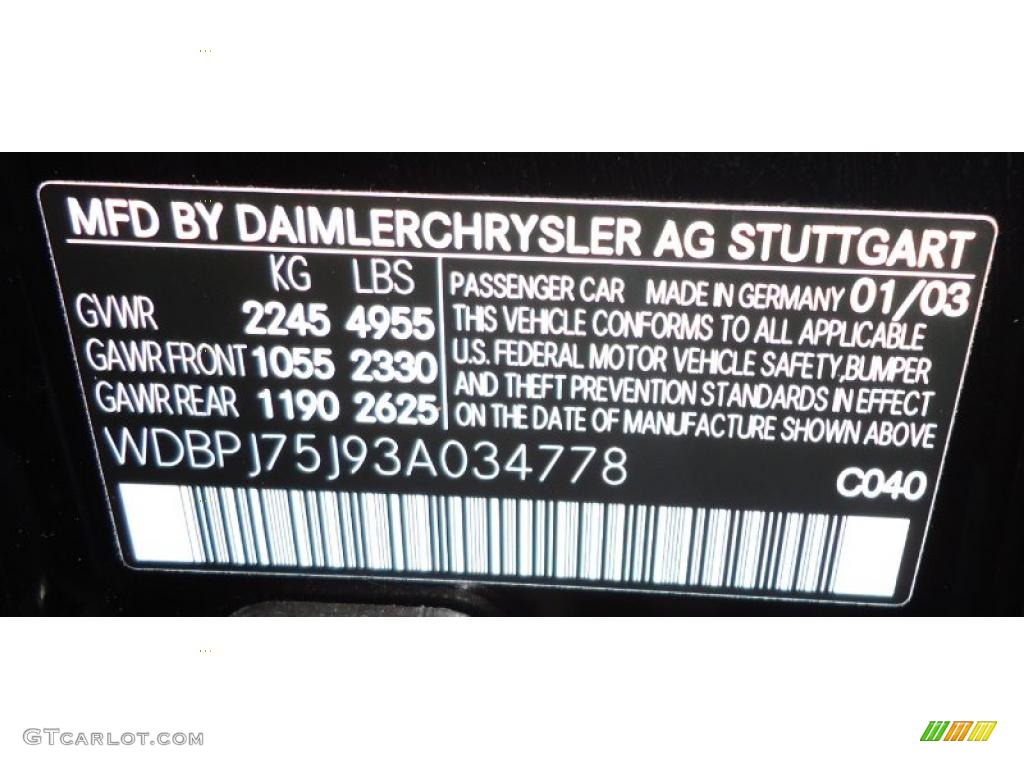 MFD BY DAIMLERCHRYSLER AG STUTTGART
KG LBS
GVWR 2245 4955
GAWR FRONT 1055 2330
GAWR REAR 1190 2625
PASSENGER CAR MADE IN GERMANY 01/03
THIS VEHICLE CONFORMS TO ALL APPLICABLE
U.S. FEDERAL MOTOR VEHICLE SAFETY,BUMPER
AND THEFT PREVENTION STANDARDS IN EFFECT
ON THE DATE OF MANUFACTURE SHOWN ABOVE
WDBPJ75J93A034778
C040
GTCARLOT.COM